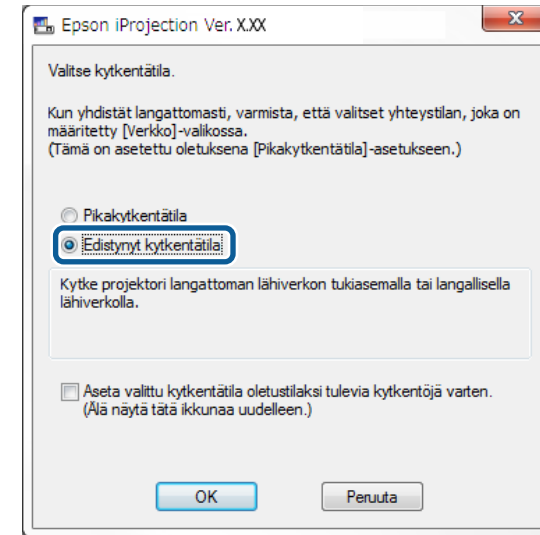 Epson iProjection Ver. X.XX
Valitse kytkentätila.
Kun yhdistät langattomasti, varmista, että valitset yhteystilan, joka on
määritetty [Verkko]-valikossa.
(Tämä on asetettu oletuksena [Pikakytkentätila]-asetukseen.)
Pikakytkentätila
Edistynyt kytkentätila
Kytke projektori langattoman lähiverkon tukiasemalla tai langallisella
lähiverkolla.
Aseta valittu kytkentätila oletustilaksi tulevia kytkentöjä varten.
(Älä näytä tätä ikkunaa uudelleen.)
OK Peruuta